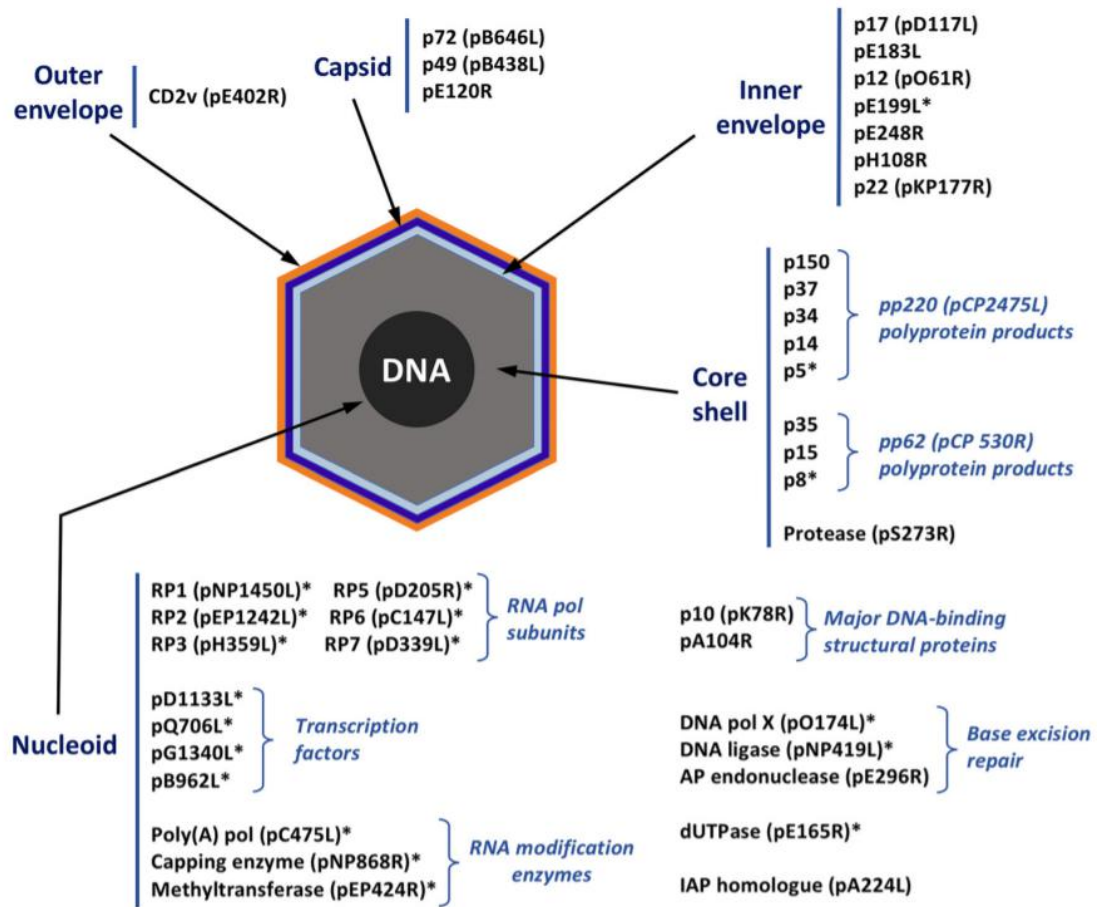 Outer
envelope
CD2v (pE402R)
Capsid
p72 (pB646L)
p49 (pB438L)
pE120R
Inner
envelope
p17 (pD117L)
pE183L
p12 (pO61R)
pE199L*
pE248R
pH108R
p22 (pKP177R)
DNA
Core
shell
p150
p37
p34
p14
p5*
pp220 (pCP2475L)
polyprotein products
p35
p15
p8*
pp62 (pCP 530R)
polyprotein products
Protease (pS273R)
Nucleoid
RP1 (pNP1450L)* RP5 (pD205R)*
RP2 (pEP1242L)* RP6 (pC147L)*
RP3 (pH359L)* RP7 (pD339L)*
RNA pol
subunits
pD1133L*
pQ706L*
pG1340L*
pB962L*
Transcription
factors
Poly(A) pol (pC475L)*
Capping enzyme (pNP868R)*
Methyltransferase (pEP424R)*
RNA modification
enzymes
p10 (pK78R)
pA104R
Major DNA-binding
structural proteins
DNA pol X (pO174L)*
DNA ligase (pNP419L)*
AP endonuclease (pE296R)
Base excision
repair
dUTPase (pE165R)*
IAP homologue (pA224L)